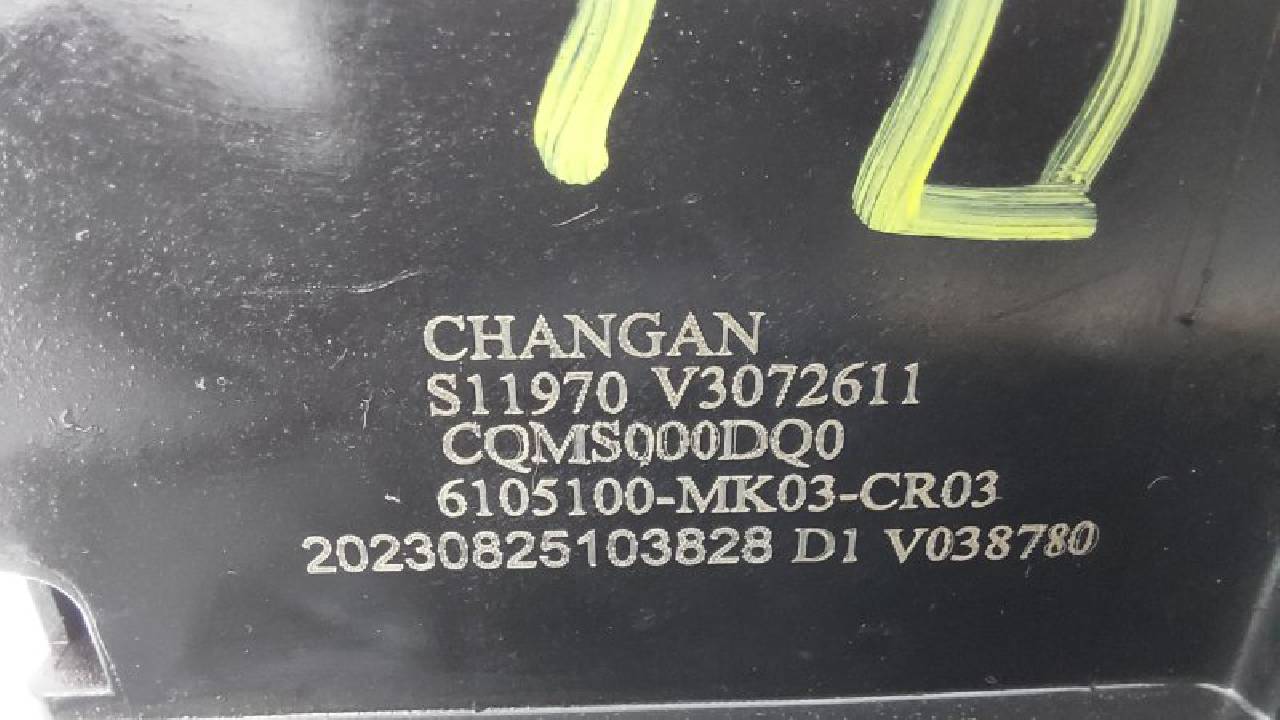 CHANGAN
S11970 V3072611
CQMS000DQ0
6105100-MK03-CR03
20230825103828 D1 V038780